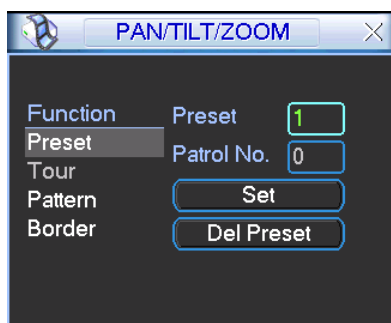 PAN/TILT/ZOOM
Function
Preset
Tour
Pattern
Border
Preset 1
Patrol No. 0
Set
Del Preset